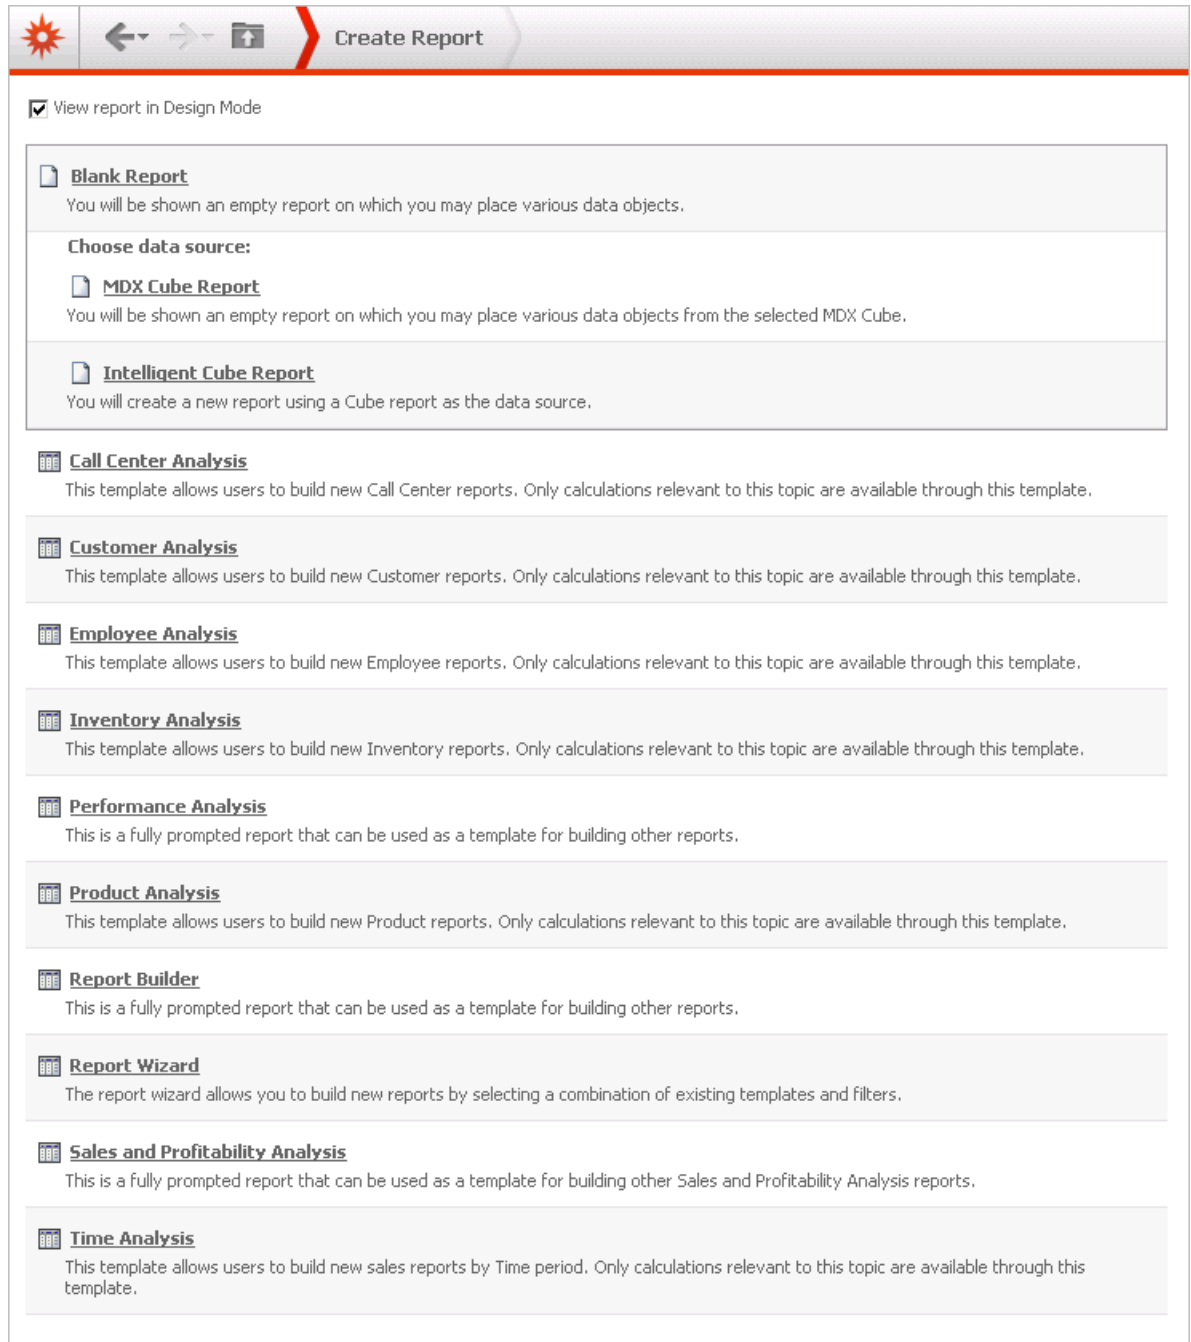 Create Report
View report in Design Mode
Blank Report
You will be shown an empty report on which you may place various data objects.
Choose data source:
MDX Cube Report
You will be shown an empty report on which you may place various data objects from the selected MDX Cube.
Intelligent Cube Report
You will create a new report using a Cube report as the data source.
Call Center Analysis
This template allows users to build new Call Center reports. Only calculations relevant to this topic are available through this template.
Customer Analysis
This template allows users to build new Customer reports. Only calculations relevant to this topic are available through this template.
Employee Analysis
This template allows users to build new Employee reports. Only calculations relevant to this topic are available through this template.
Inventory Analysis
This template allows users to build new Inventory reports. Only calculations relevant to this topic are available through this template.
Performance Analysis
This is a fully prompted report that can be used as a template for building other reports.
Product Analysis
This template allows users to build new Product reports. Only calculations relevant to this topic are available through this template.
Report Builder
This is a fully prompted report that can be used as a template for building other reports.
Report Wizard
The report wizard allows you to build new reports by selecting a combination of existing templates and filters.
Sales and Profitability Analysis
This is a fully prompted report that can be used as a template for building other Sales and Profitability Analysis reports.
Time Analysis
This template allows users to build new sales reports by Time period. Only calculations relevant to this topic are available through this
template.